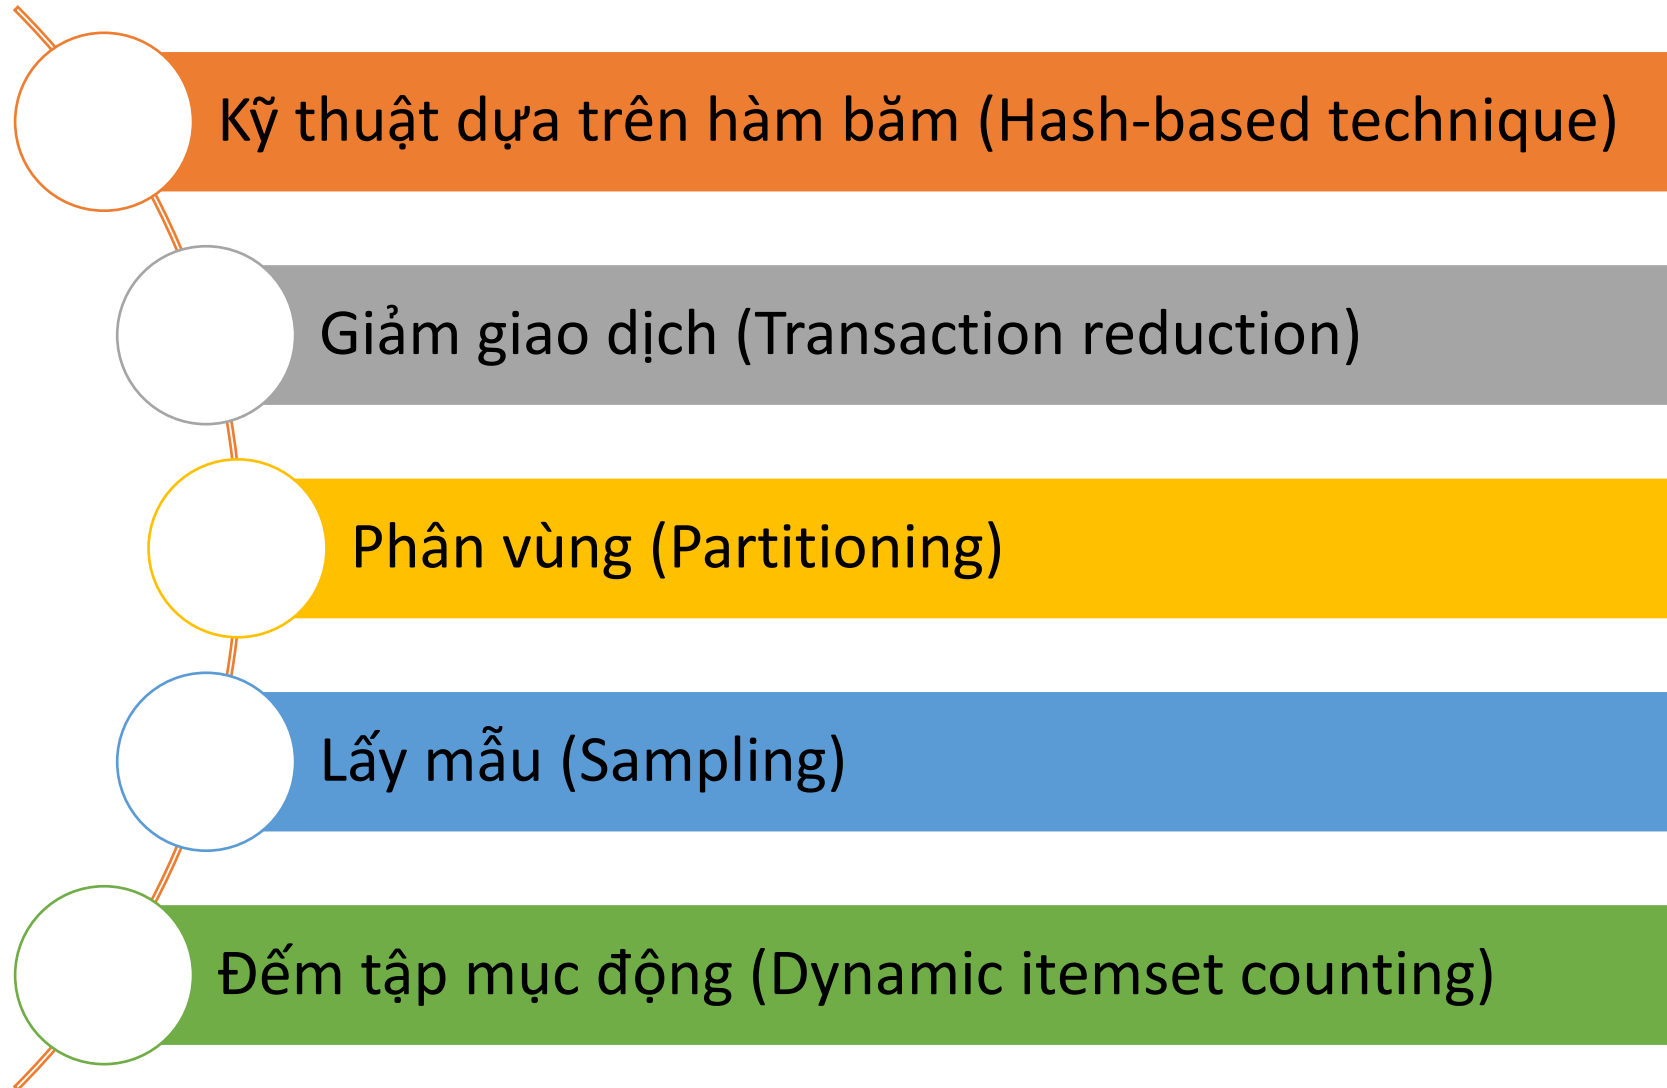 Kỹ thuật dựa trên hàm băm (Hash-based technique)
Giảm giao dịch (Transaction reduction)
Phân vùng (Partitioning)
Lấy mẫu (Sampling)
Đếm tập mục động (Dynamic itemset counting)